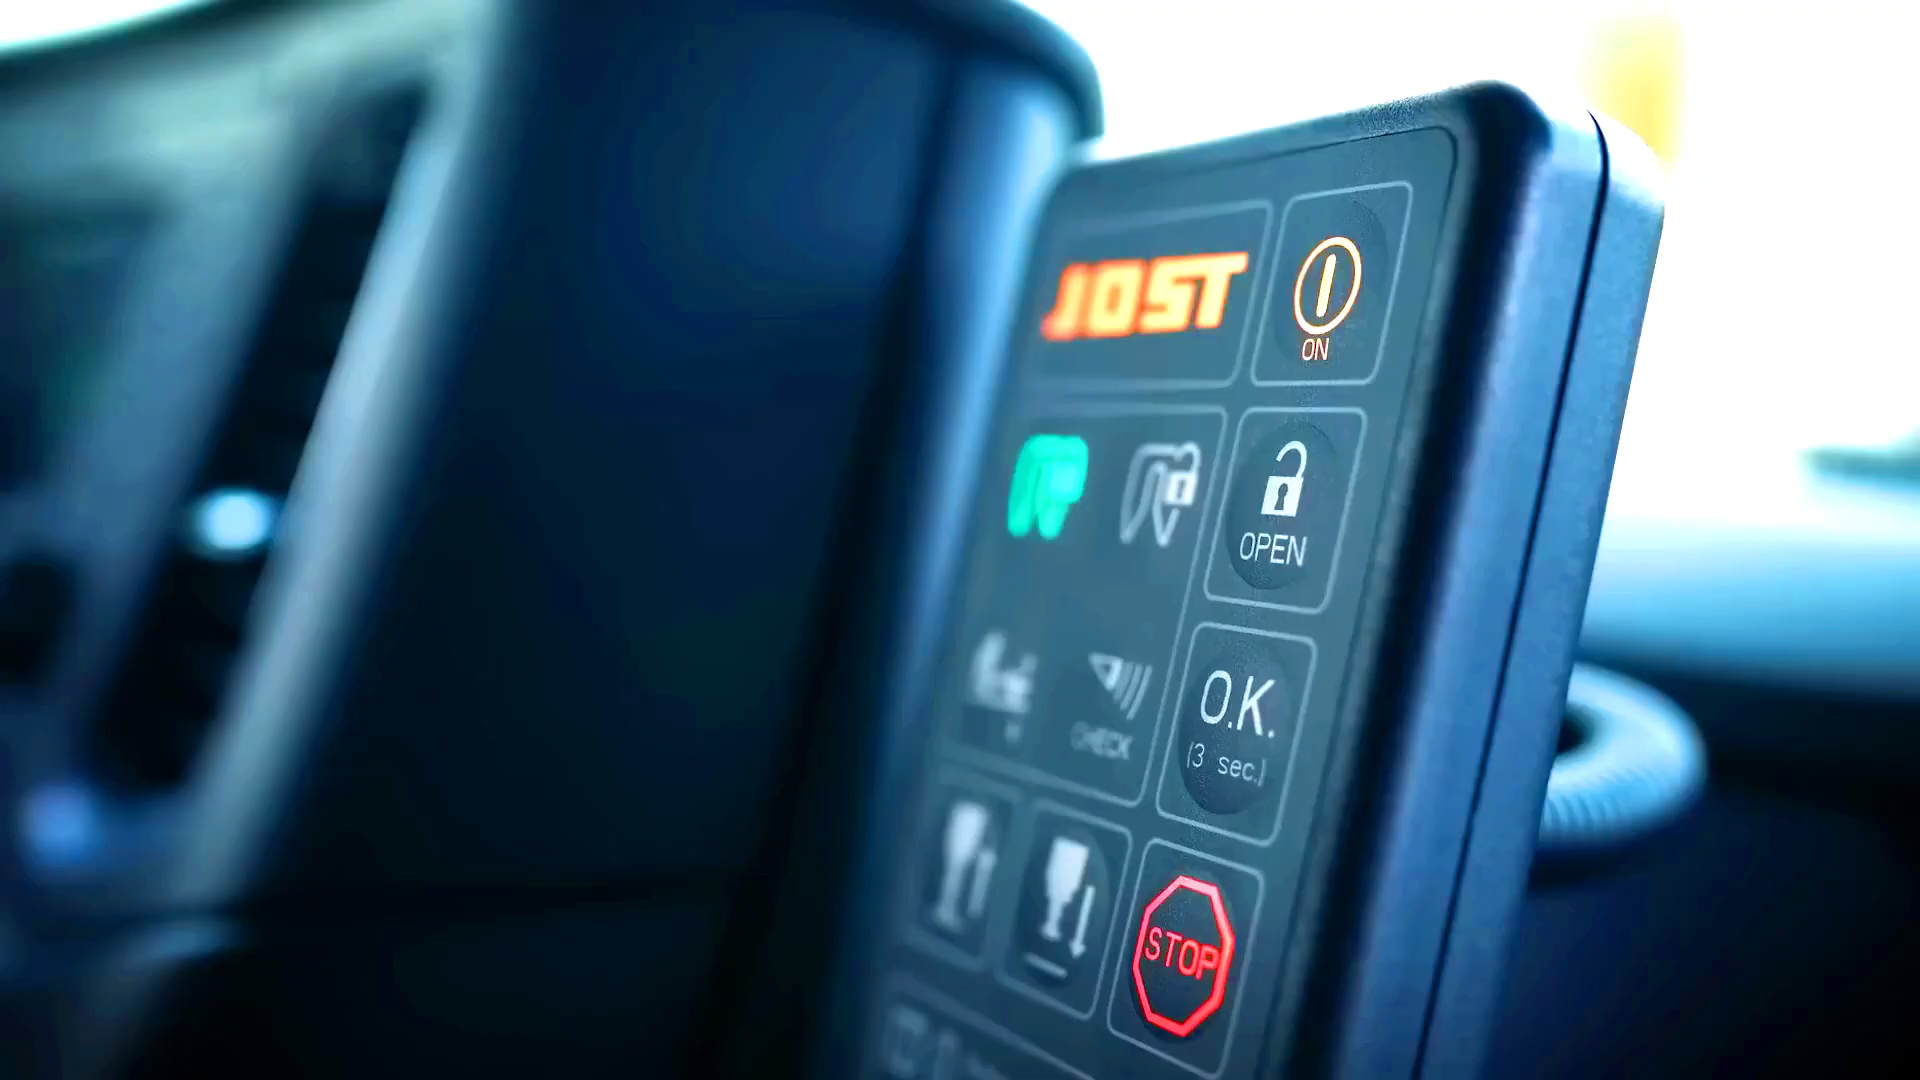 JOST
ON
OPEN
CHECK
O.K.
(3 sec.)
STOP